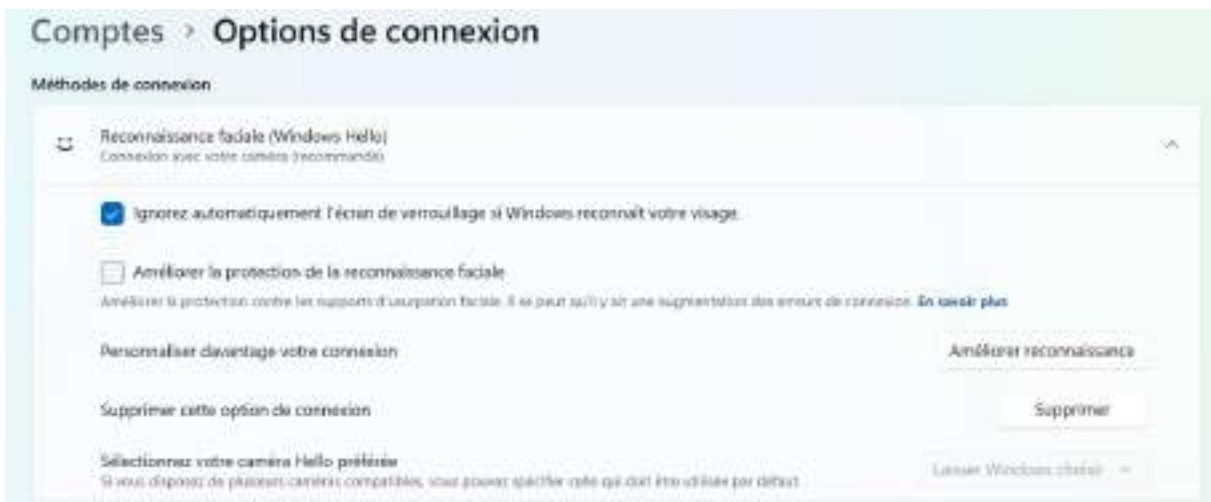 Comptes > Options de connexion
Méthodes de connexion
Reconnaissance faciale (Windows Hello)
Connexion avec votre caméra (recommandé)
Ignorez automatiquement l'écran de verrouillage si Windows reconnaît votre visage.
Améliorer la protection de la reconnaissance faciale
Améliorer la protection contre les supports d'usurpation faciale. Il se peut qu'il y ait une augmentation des erreurs de connexion. En savoir plus
Personnaliser davantage votre connexion
Améliorer reconnaissance
Supprimer cette option de connexion
Supprimer
Sélectionnez votre caméra Hello préférée
Laisser Windows choisir
Si vous disposez de plusieurs caméras compatibles, vous pouvez spécifier celle qui doit être utilisée par défaut